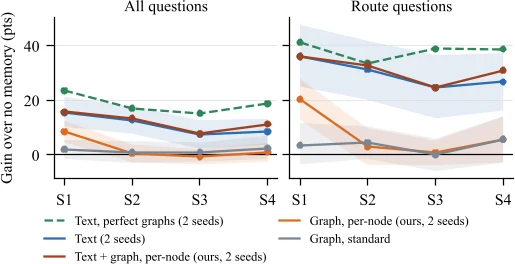 All questions
Route questions
Gain over no memory (pts)
40
20
0
S1 S2 S3 S4
S1 S2 S3 S4
Text, perfect graphs (2 seeds)
Text (2 seeds)
Text + graph, per-node (ours, 2 seeds)
Graph, per-node (ours, 2 seeds)
Graph, standard